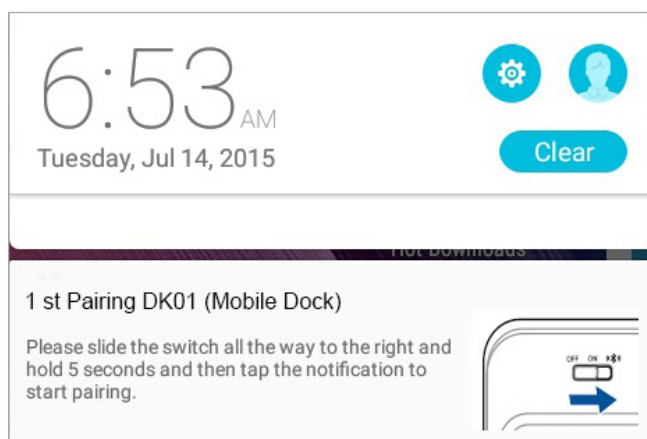 6:53 AM
Tuesday, Jul 14, 2015
Clear
Hot Downloads
1 st Pairing DK01 (Mobile Dock)
Please slide the switch all the way to the right and
hold 5 seconds and then tap the notification to
start pairing.
OFF ON